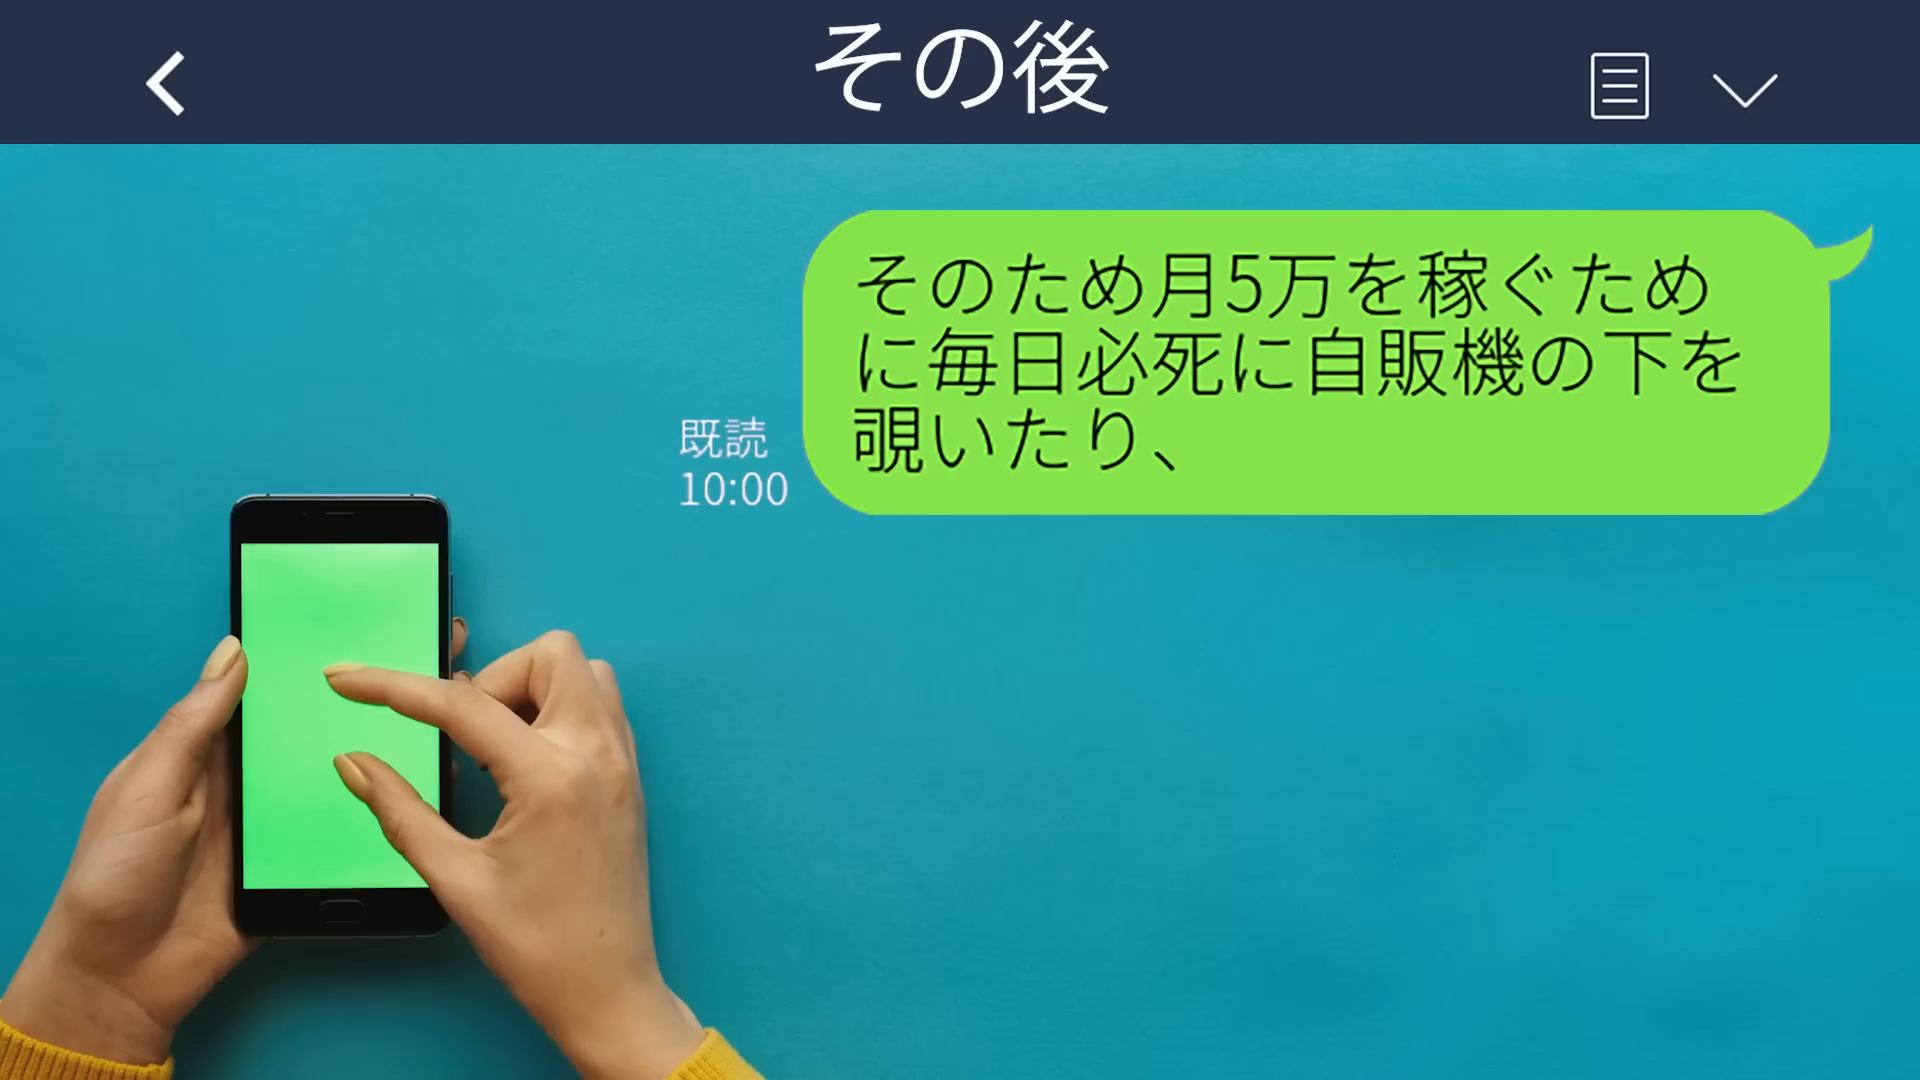 その後
そのため月5万を稼ぐため
に毎日必死に自販機の下を
覗いたり、
既読
10:00